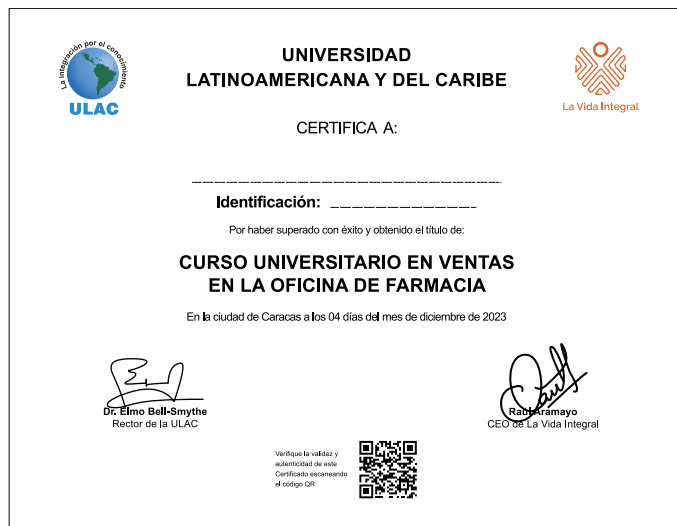 La integración por el conocimiento
ULAC
UNIVERSIDAD
LATINOAMERICANA Y DEL CARIBE
La Vida Integral
CERTIFICA A:
Identificación:
Por haber superado con éxito y obtenido el título de:
CURSO UNIVERSITARIO EN VENTAS
EN LA OFICINA DE FARMACIA
En la ciudad de Caracas a los 04 días del mes de diciembre de 2023
Dr. Elmo Bell-Smythe
Rector de la ULAC
Raúl Aramayo
CEO de La Vida Integral
Verifique la validez y
autenticidad de este
Certificado escaneando
el código QR